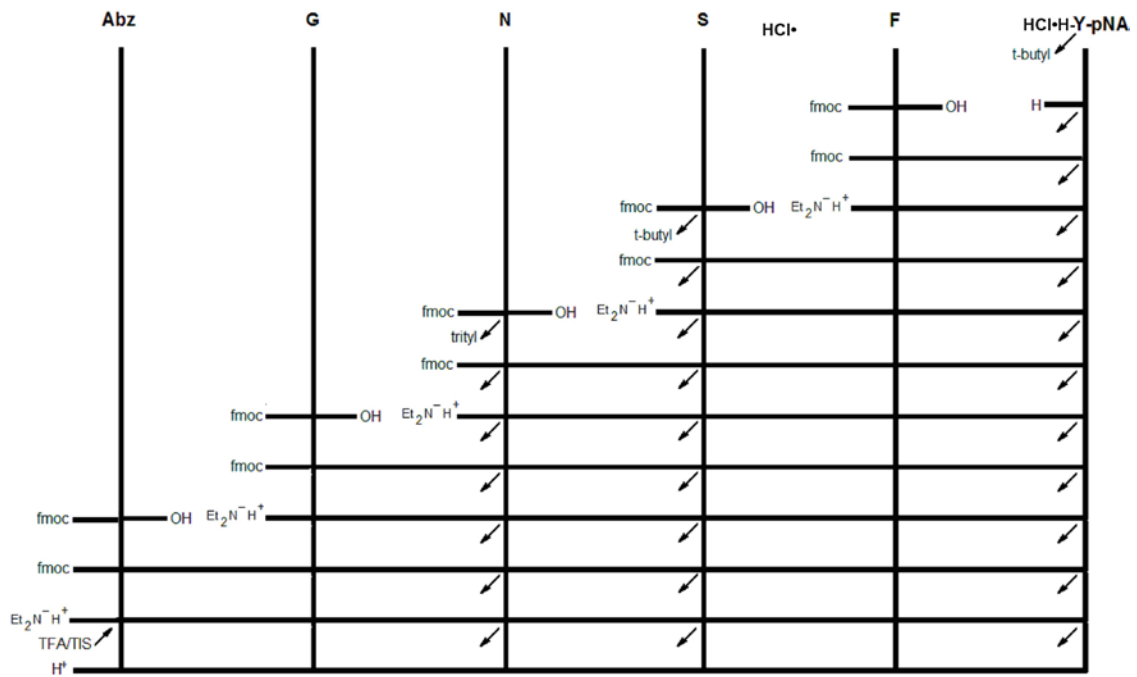 Abz G N S HCl• F HCl•H-Y-pNA
t-butyl
fmoc OH H
fmoc
fmoc OH Et₂N⁻H⁺
t-butyl
fmoc
fmoc OH Et₂N⁻H⁺
trityl
fmoc
fmoc OH Et₂N⁻H⁺
fmoc
fmoc OH Et₂N⁻H⁺
fmoc
Et₂N⁻H⁺
TFA/TIS
H⁺